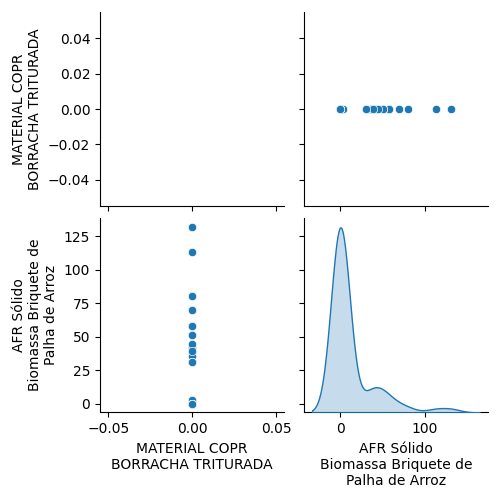 MATERIAL COPR
BORRACHA TRITURADA
0.04
0.02
0.00
−0.02
−0.04
AFR Sólido
Biomassa Briquete de
Palha de Arroz
125
100
75
50
25
0
−0.05
0.00
0.05
MATERIAL COPR
BORRACHA TRITURADA
0
100
AFR Sólido
Biomassa Briquete de
Palha de Arroz